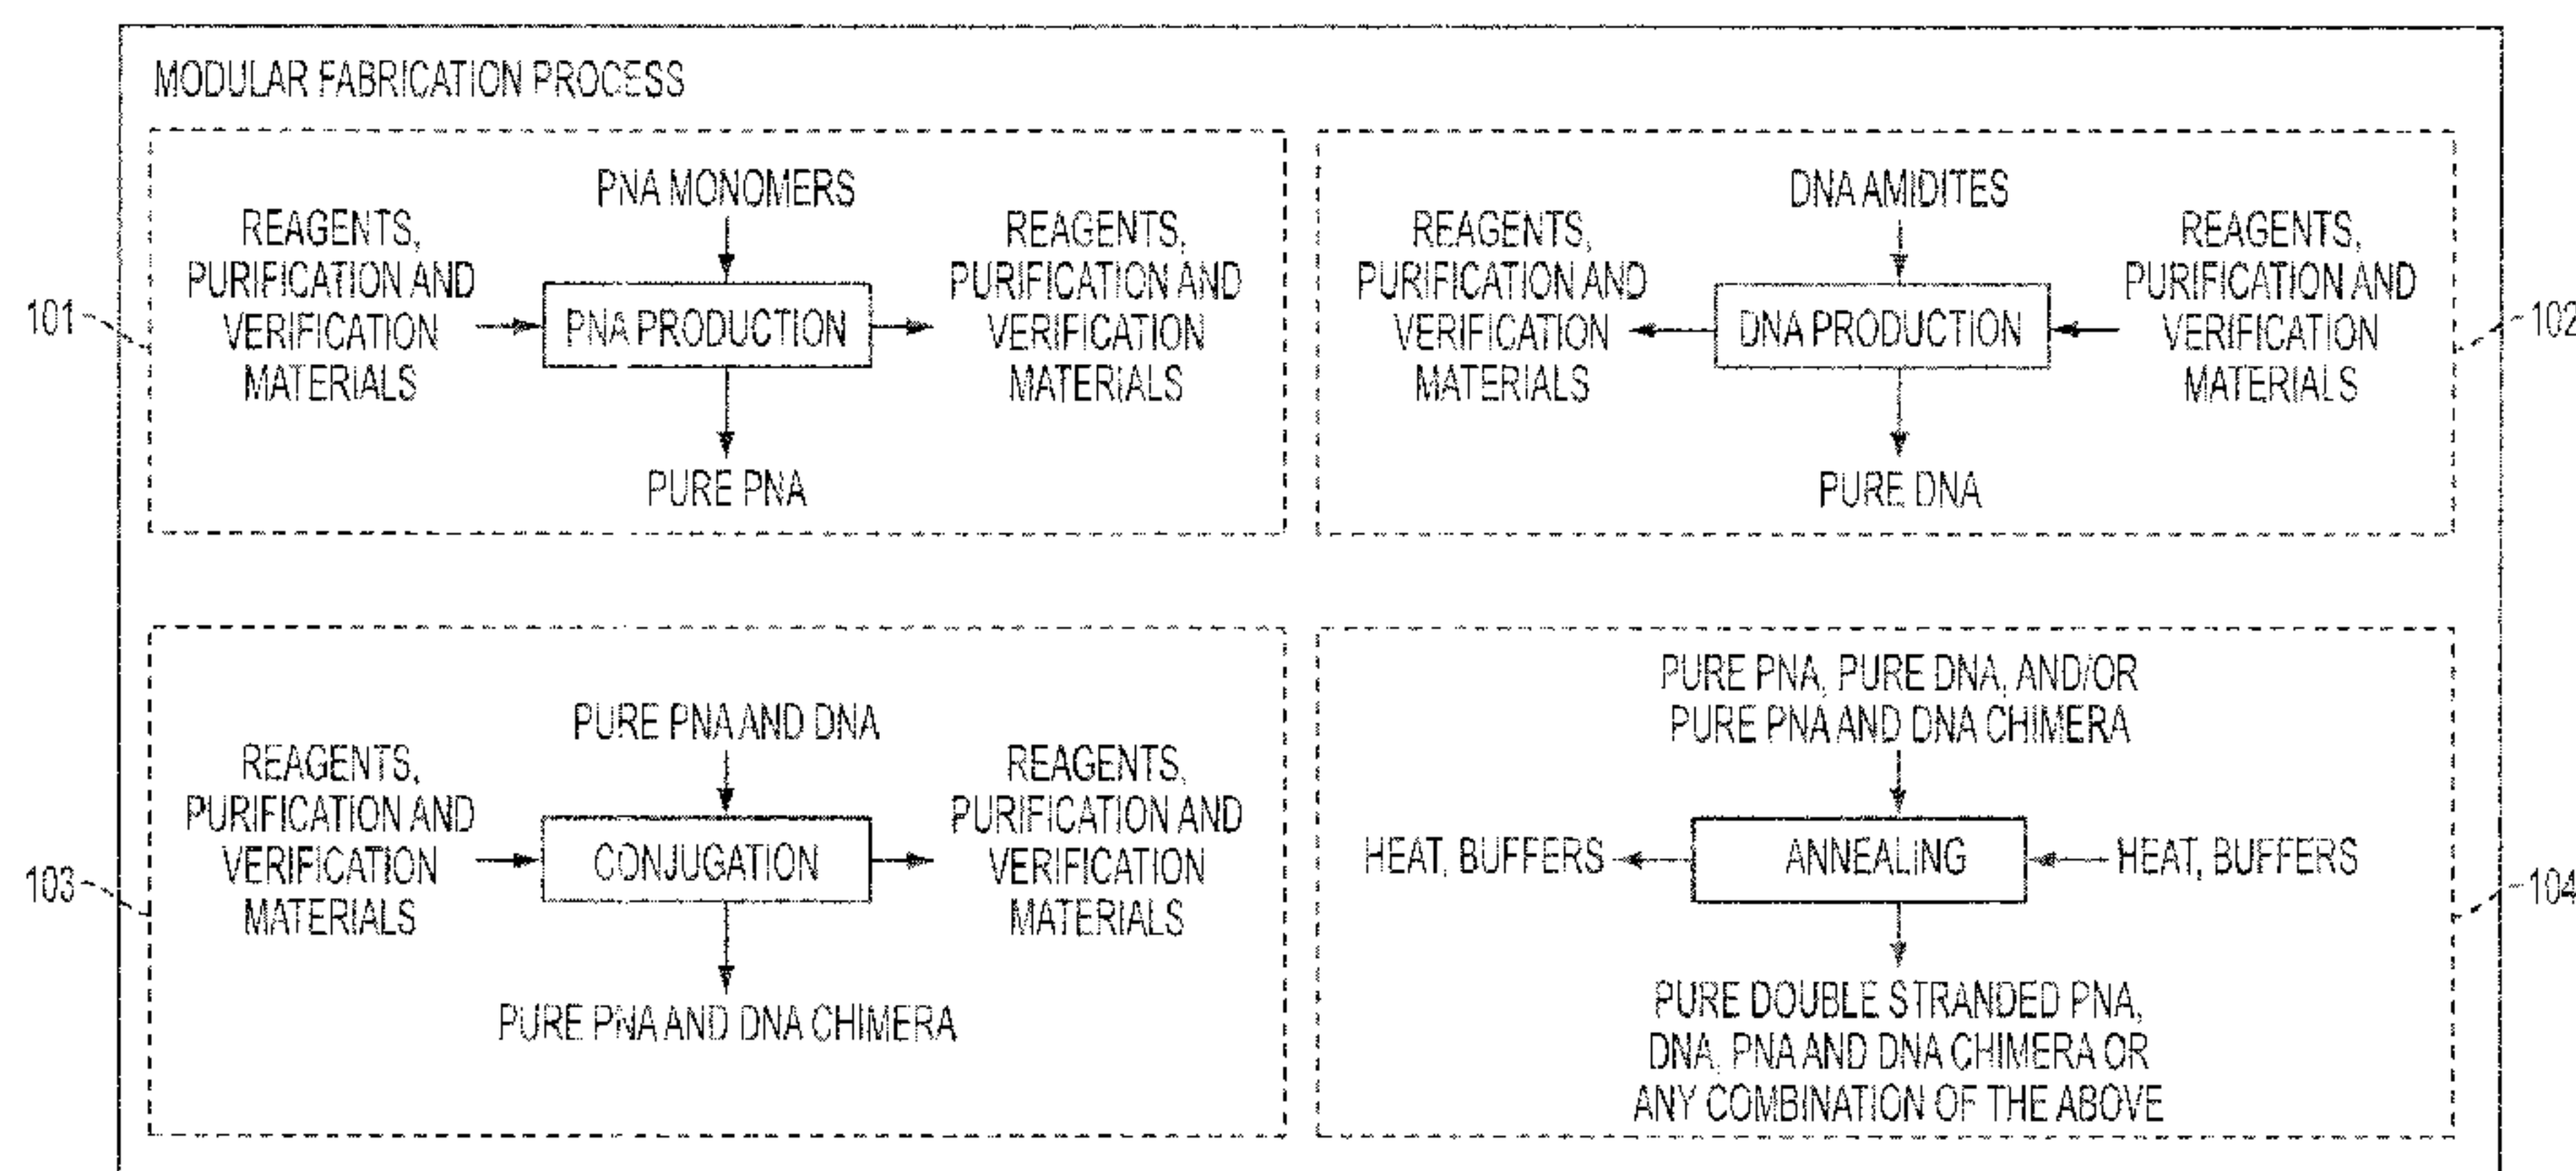 MODULAR FABRICATION PROCESS
101
REAGENTS,
PURIFICATION AND
VERIFICATION
MATERIALS
PNA MONOMERS
PNA PRODUCTION
PURE PNA
REAGENTS,
PURIFICATION AND
VERIFICATION
MATERIALS
REAGENTS,
PURIFICATION AND
VERIFICATION
MATERIALS
DNA AMIDITES
DNA PRODUCTION
PURE DNA
REAGENTS,
PURIFICATION AND
VERIFICATION
MATERIALS
102
103
REAGENTS,
PURIFICATION AND
VERIFICATION
MATERIALS
PURE PNA AND DNA
CONJUGATION
PURE PNA AND DNA CHIMERA
REAGENTS,
PURIFICATION AND
VERIFICATION
MATERIALS
PURE PNA, PURE DNA, AND/OR
PURE PNA AND DNA CHIMERA
HEAT, BUFFERS
ANNEALING
HEAT, BUFFERS
PURE DOUBLE STRANDED PNA,
DNA, PNA AND DNA CHIMERA OR
ANY COMBINATION OF THE ABOVE
104